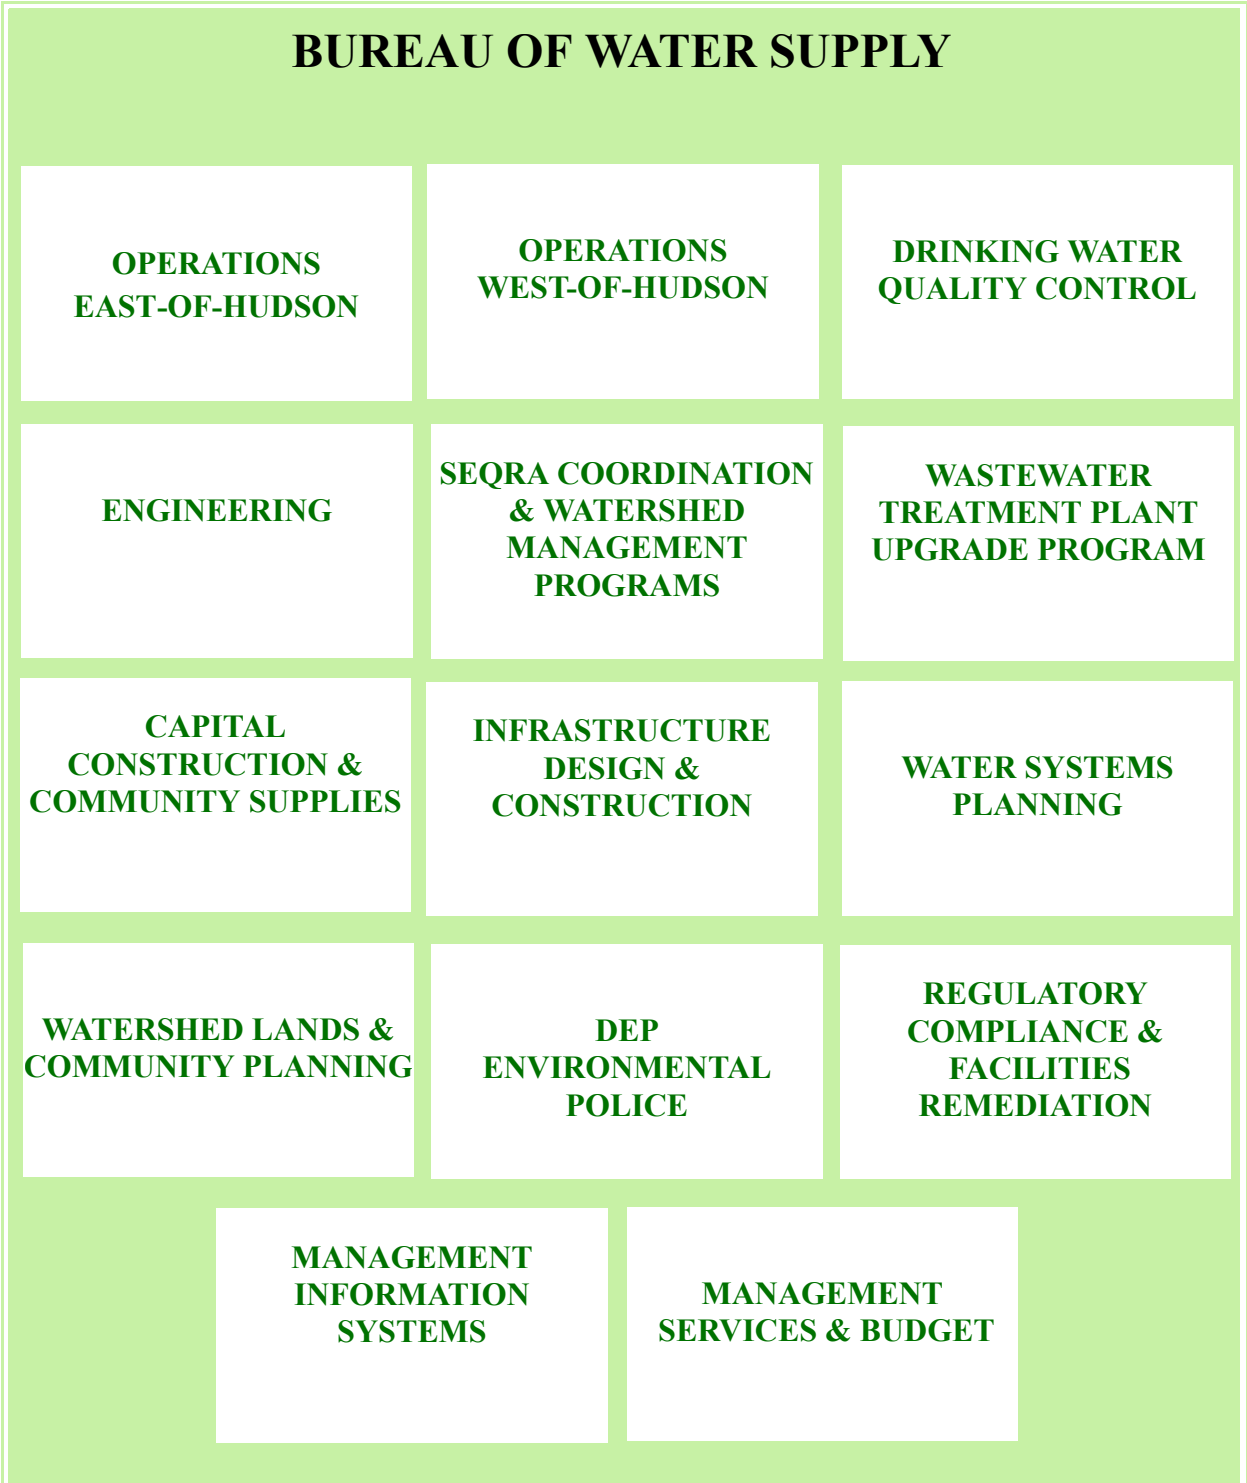 BUREAU OF WATER SUPPLY
OPERATIONS
EAST-OF-HUDSON
OPERATIONS
WEST-OF-HUDSON
DRINKING WATER
QUALITY CONTROL
ENGINEERING
SEQRA COORDINATION
& WATERSHED
MANAGEMENT
PROGRAMS
WASTEWATER
TREATMENT PLANT
UPGRADE PROGRAM
CAPITAL
CONSTRUCTION &
COMMUNITY SUPPLIES
INFRASTRUCTURE
DESIGN &
CONSTRUCTION
WATER SYSTEMS
PLANNING
WATERSHED LANDS &
COMMUNITY PLANNING
DEP
ENVIRONMENTAL
POLICE
REGULATORY
COMPLIANCE &
FACILITIES
REMEDIATION
MANAGEMENT
INFORMATION
SYSTEMS
MANAGEMENT
SERVICES & BUDGET